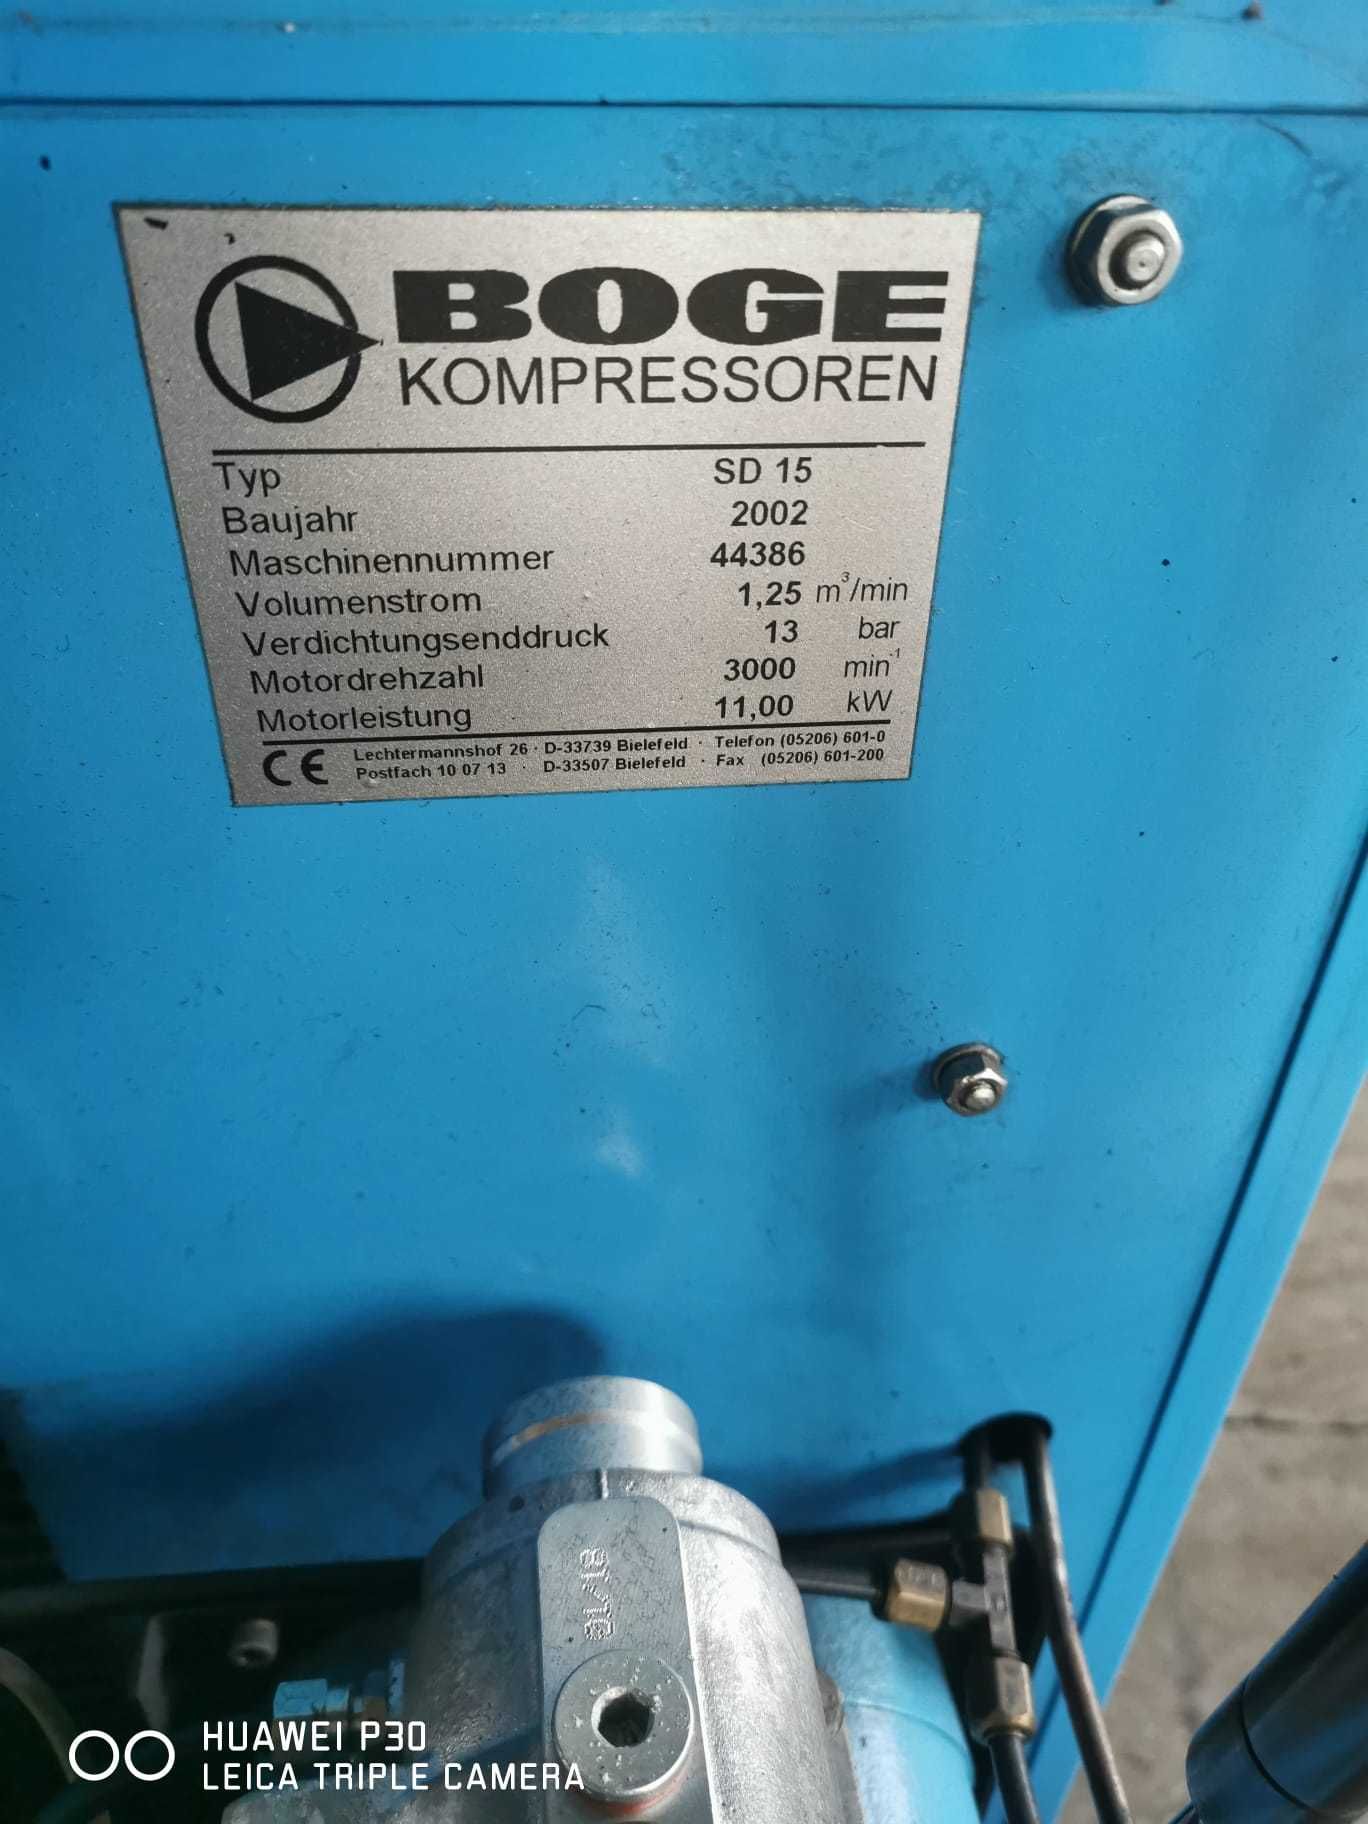 BOGE
KOMPRESSOREN
Typ SD 15
Baujahr 2002
Maschinennummer 44386
Volumenstrom 1,25 m³/min
Verdichtungsenddruck 13 bar
Motordrehzahl 3000 min⁻¹
Motorleistung 11,00 kW
CE Lechtermannshof 26 · D-33739 Bielefeld · Telefon (05206) 601-0
Postfach 10 07 13 · D-33507 Bielefeld · Fax (05206) 601-200
HUAWEI P30
LEICA TRIPLE CAMERA